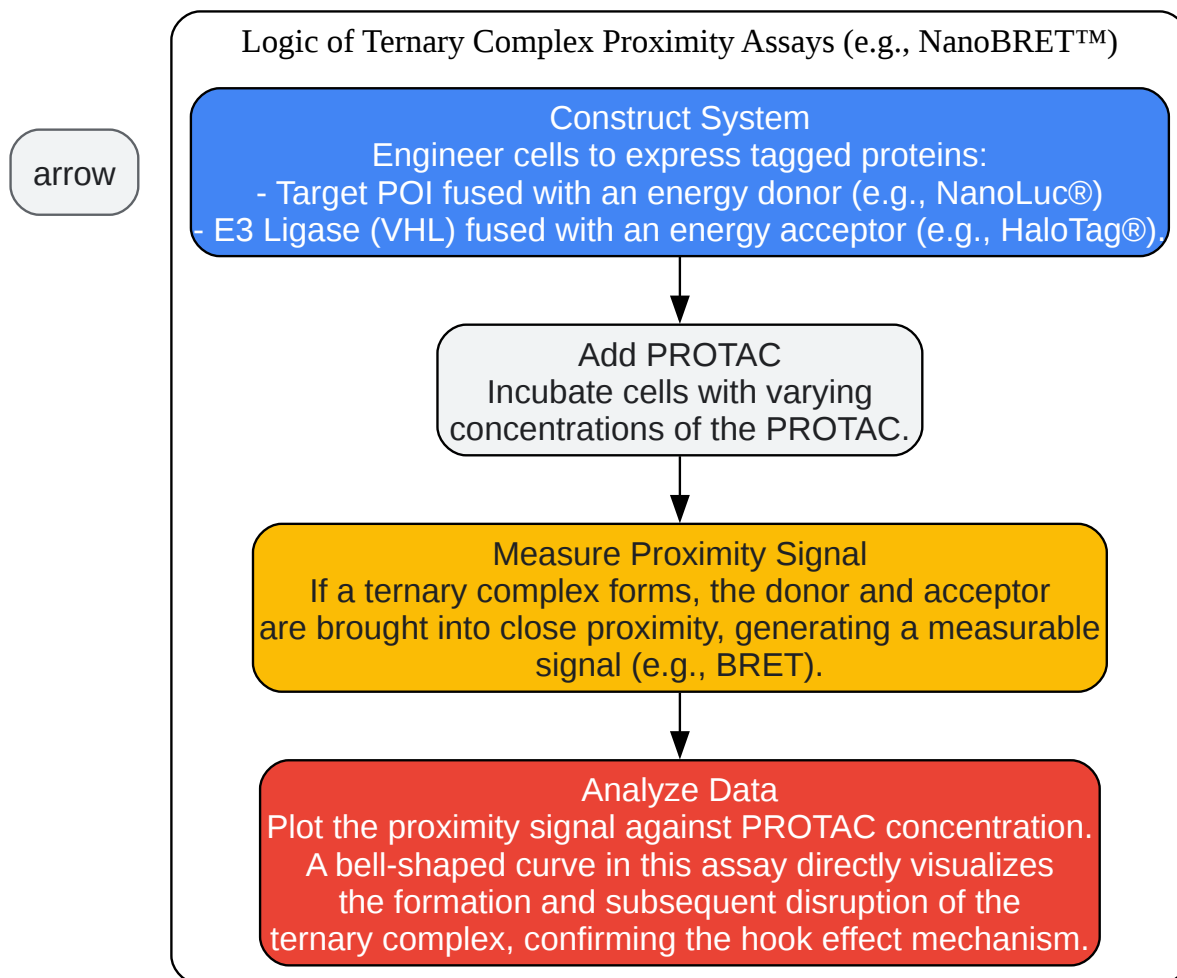 Logic of Ternary Complex Proximity Assays (e.g., NanoBRET™)
arrow
Construct System
Engineer cells to express tagged proteins:
- Target POI fused with an energy donor (e.g., NanoLuc®)
- E3 Ligase (VHL) fused with an energy acceptor (e.g., HaloTag®).
Add PROTAC
Incubate cells with varying
concentrations of the PROTAC.
Measure Proximity Signal
If a ternary complex forms, the donor and acceptor
are brought into close proximity, generating a measurable
signal (e.g., BRET).
Analyze Data
Plot the proximity signal against PROTAC concentration.
A bell-shaped curve in this assay directly visualizes
the formation and subsequent disruption of the
ternary complex, confirming the hook effect mechanism.